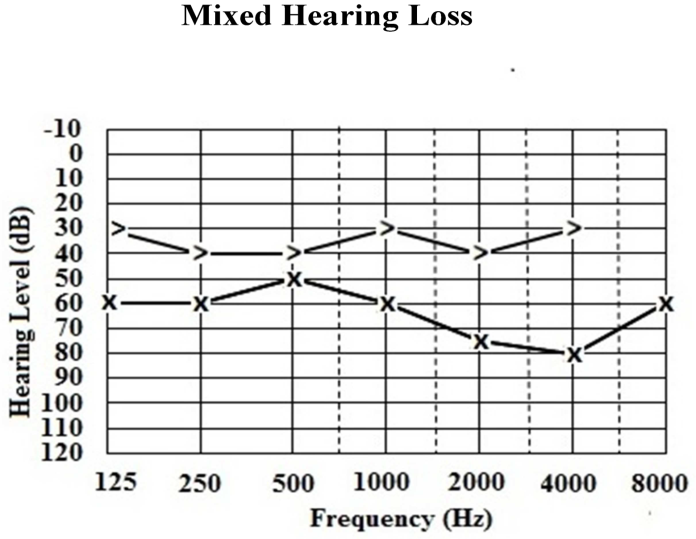 Mixed Hearing Loss
-10
0
10
20
30
40
50
60
70
80
90
100
110
120
Hearing Level (dB)
125 250 500 1000 2000 4000 8000
Frequency (Hz)
> > > > > >
X X X X X X X